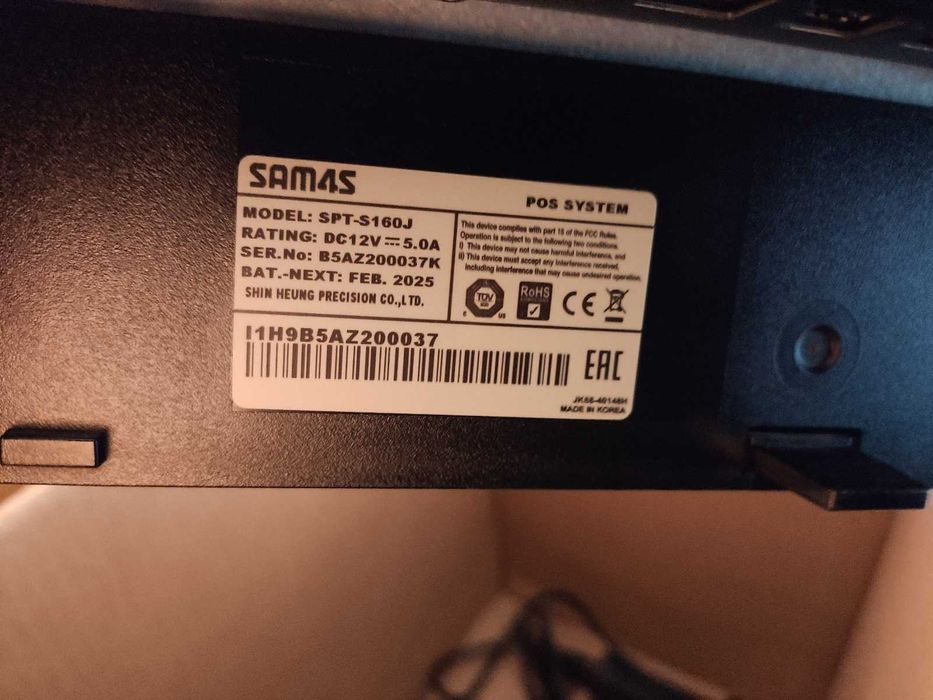 SAM4S
POS SYSTEM
MODEL: SPT-S160J
RATING: DC12V⎓5.0A
SER.No: B5AZ200037K
BAT.-NEXT: FEB. 2025
SHIN HEUNG PRECISION CO.,LTD.
This device complies with part 15 of the FCC Rules.
Operation is subject to the following two conditions.
i) This device may not cause harmful interference, and
ii) This device must accept any interference received,
including interference that may cause undesired operation.
TÜV
C US
RoHS
CE
I1H9B5AZ200037
EAC
JK68-40148H
MADE IN KOREA